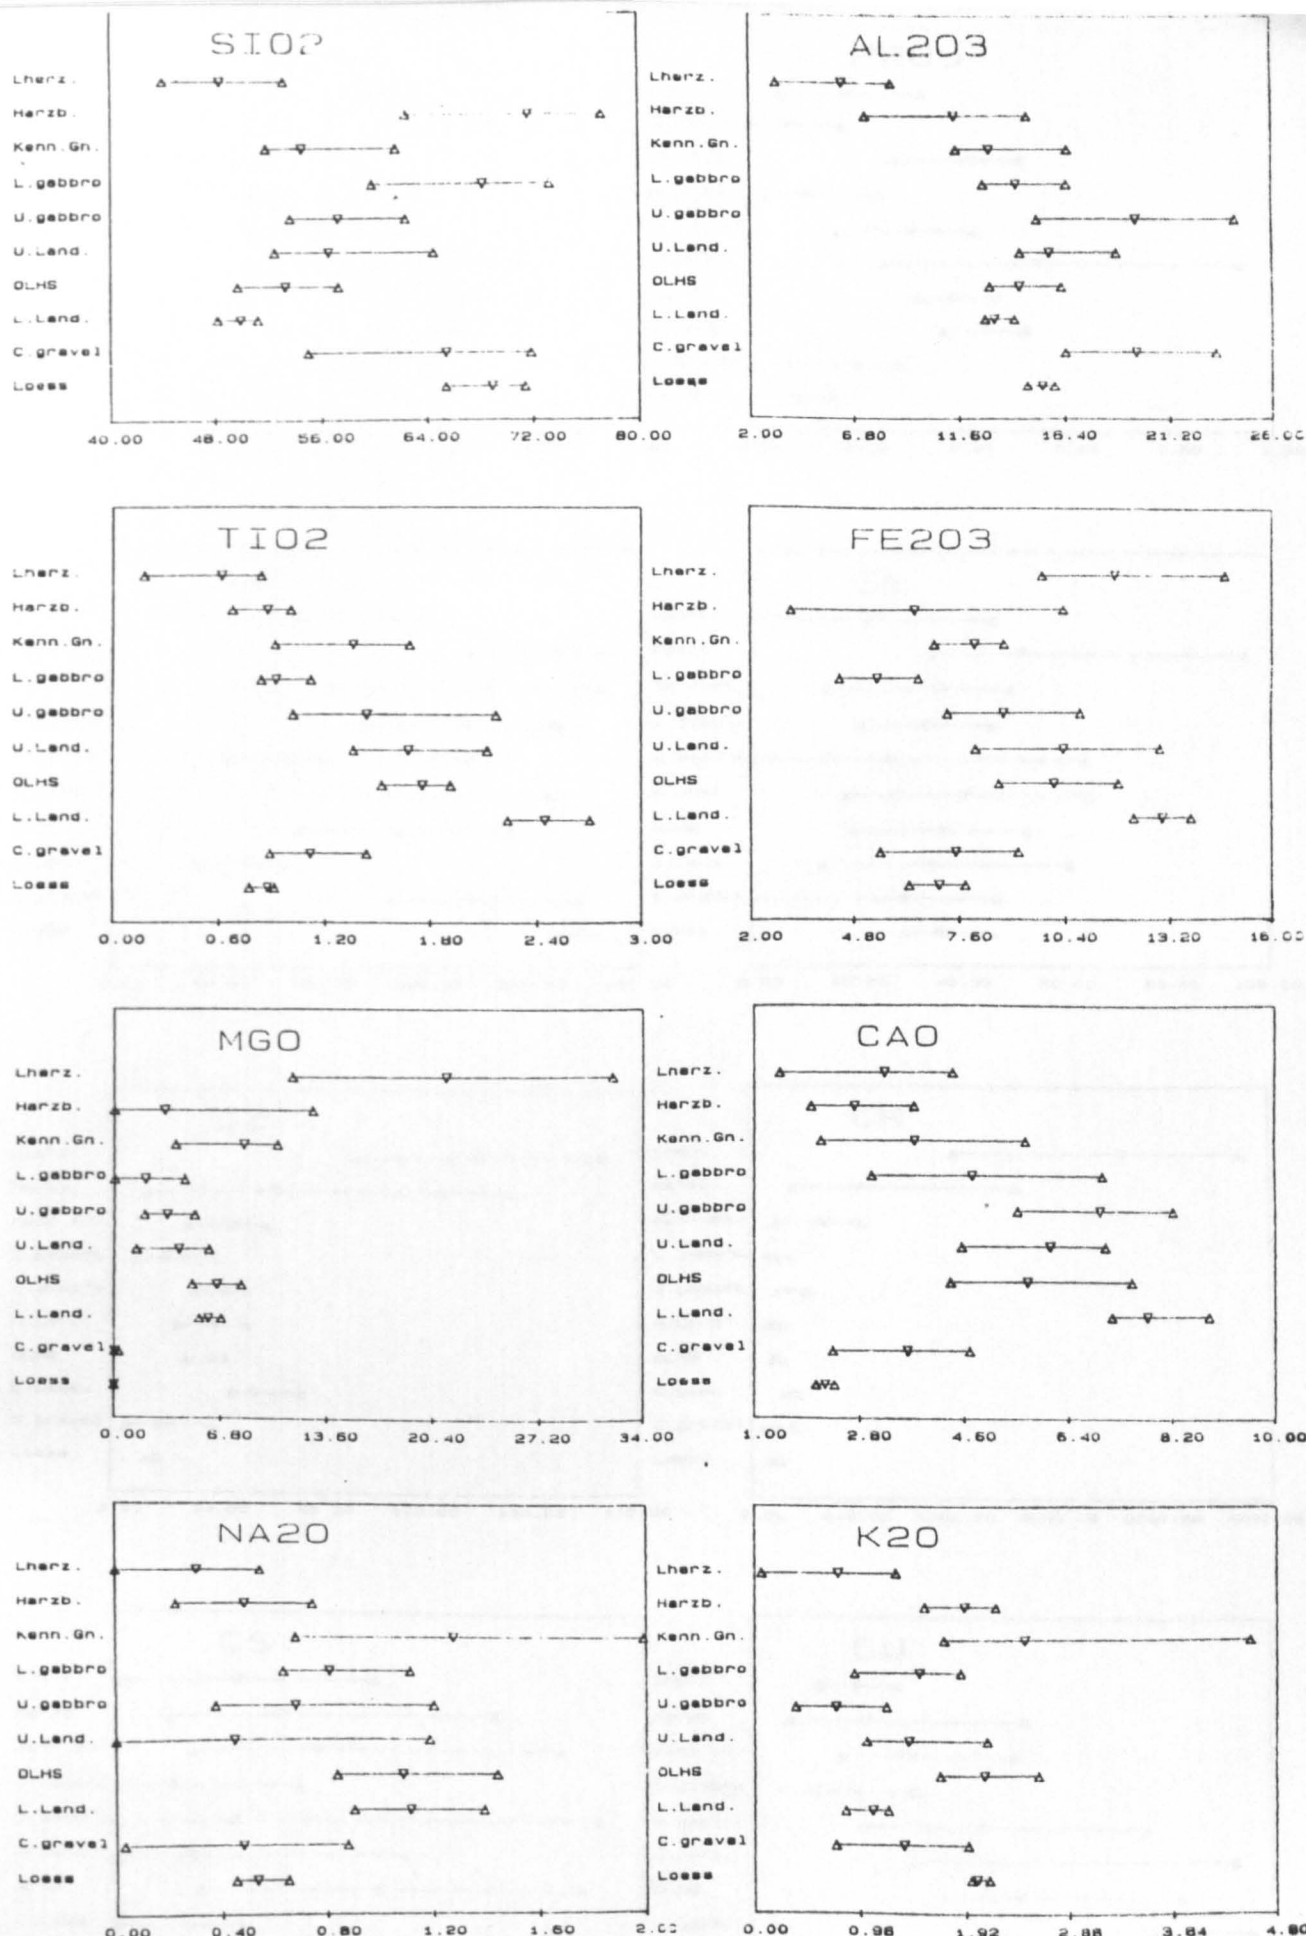 SIO2
Lherz.
Harzb.
Kenn.Gn.
L.gabbro
U.gabbro
U.Land.
OLHS
L.Land.
C.gravel
Loess
40.00 48.00 56.00 64.00 72.00 80.00
AL2O3
Lherz.
Harzb.
Kenn.Gn.
L.gabbro
U.gabbro
U.Land.
OLHS
L.Land.
C.gravel
Loess
2.00 6.80 11.60 16.40 21.20 26.00
TIO2
Lherz.
Harzb.
Kenn.Gn.
L.gabbro
U.gabbro
U.Land.
OLHS
L.Land.
C.gravel
Loess
0.00 0.60 1.20 1.80 2.40 3.00
FE2O3
Lherz.
Harzb.
Kenn.Gn.
L.gabbro
U.gabbro
U.Land.
OLHS
L.Land.
C.gravel
Loess
2.00 4.80 7.60 10.40 13.20 16.00
MGO
Lherz.
Harzb.
Kenn.Gn.
L.gabbro
U.gabbro
U.Land.
OLHS
L.Land.
C.gravel
Loess
0.00 6.80 13.60 20.40 27.20 34.00
CAO
Lherz.
Harzb.
Kenn.Gn.
L.gabbro
U.gabbro
U.Land.
OLHS
L.Land.
C.gravel
Loess
1.00 2.80 4.60 6.40 8.20 10.00
NA2O
Lherz.
Harzb.
Kenn.Gn.
L.gabbro
U.gabbro
U.Land.
OLHS
L.Land.
C.gravel
Loess
0.00 0.40 0.80 1.20 1.60
K2O
Lherz.
Harzb.
Kenn.Gn.
L.gabbro
U.gabbro
U.Land.
OLHS
L.Land.
C.gravel
Loess
0.00 0.96 1.92 2.88 3.84 4.80